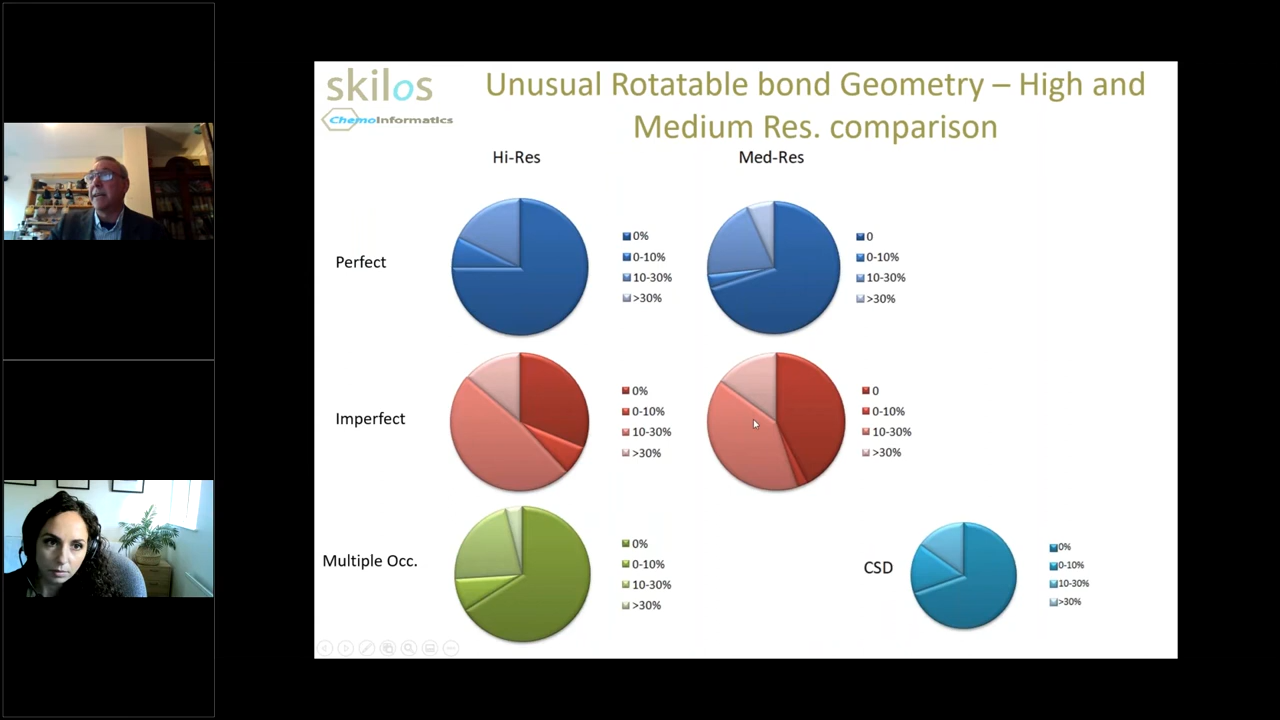 skilos
ChemoInformatics
Unusual Rotatable bond Geometry – High and
Medium Res. comparison
Hi-Res
Med-Res
Perfect
0%
0-10%
10-30%
>30%
0
0-10%
10-30%
>30%
Imperfect
0%
0-10%
10-30%
>30%
0
0-10%
10-30%
>30%
Multiple Occ.
0%
0-10%
10-30%
>30%
CSD
0%
0-10%
10-30%
>30%